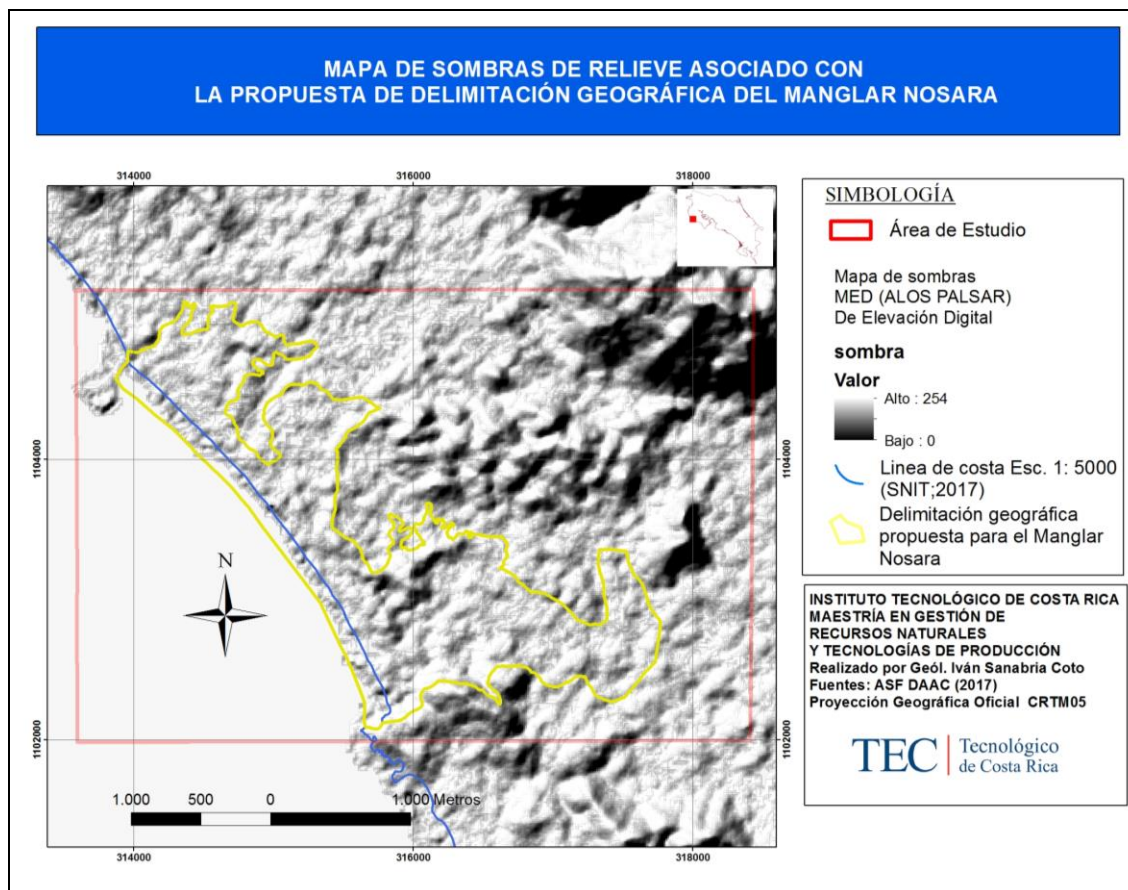 MAPA DE SOMBRAS DE RELIEVE ASOCIADO CON
LA PROPUESTA DE DELIMITACIÓN GEOGRÁFICA DEL MANGLAR NOSARA
314000
316000
318000
1104000
1104000
1102000
1102000
N
1.000
500
0
1.000 Metros
314000
316000
318000
SIMBOLOGÍA
Área de Estudio
Mapa de sombras
MED (ALOS PALSAR)
De Elevación Digital
sombra
Valor
Alto : 254
Bajo : 0
Linea de costa Esc. 1: 5000
(SNIT;2017)
Delimitación geográfica
propuesta para el Manglar
Nosara
INSTITUTO TECNOLÓGICO DE COSTA RICA
MAESTRÍA EN GESTIÓN DE
RECURSOS NATURALES
Y TECNOLOGÍAS DE PRODUCCIÓN
Realizado por Geól. Iván Sanabria Coto
Fuentes: ASF DAAC (2017)
Proyección Geográfica Oficial CRTM05
TEC
Tecnológico
de Costa Rica